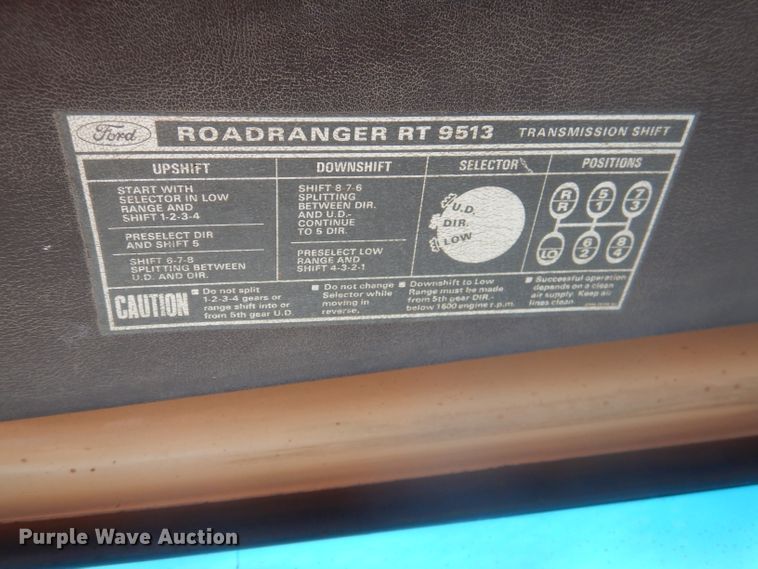 Ford ROADRANGER RT 9513 TRANSMISSION SHIFT
UPSHIFT
START WITH
SELECTOR IN LOW
RANGE AND
SHIFT 1-2-3-4
PRESELECT DIR
AND SHIFT 5
SHIFT 6-7-8
SPLITTING BETWEEN
U.D. AND DIR.
DOWNSHIFT
SHIFT 8-7-6
SPLITTING
BETWEEN DIR.
AND U.D.-
CONTINUE
TO 5 DIR.
PRESELECT LOW
RANGE AND
SHIFT 4-3-2-1
SELECTOR
U.D.
DIR.
LOW
POSITIONS
R 5 7
R 1 3
LO 6 8
2 4
CAUTION
Do not split
1-2-3-4 gears or
range shift into or
from 5th gear U.D
Do not change
Selector while
moving in
reverse,
Downshift to Low
Range must be made
from 5th gear DIR.-
below 1600 engine r.p.m.
Successful operation
depends on a clean
air supply. Keep air
lines clean.
Purple Wave Auction